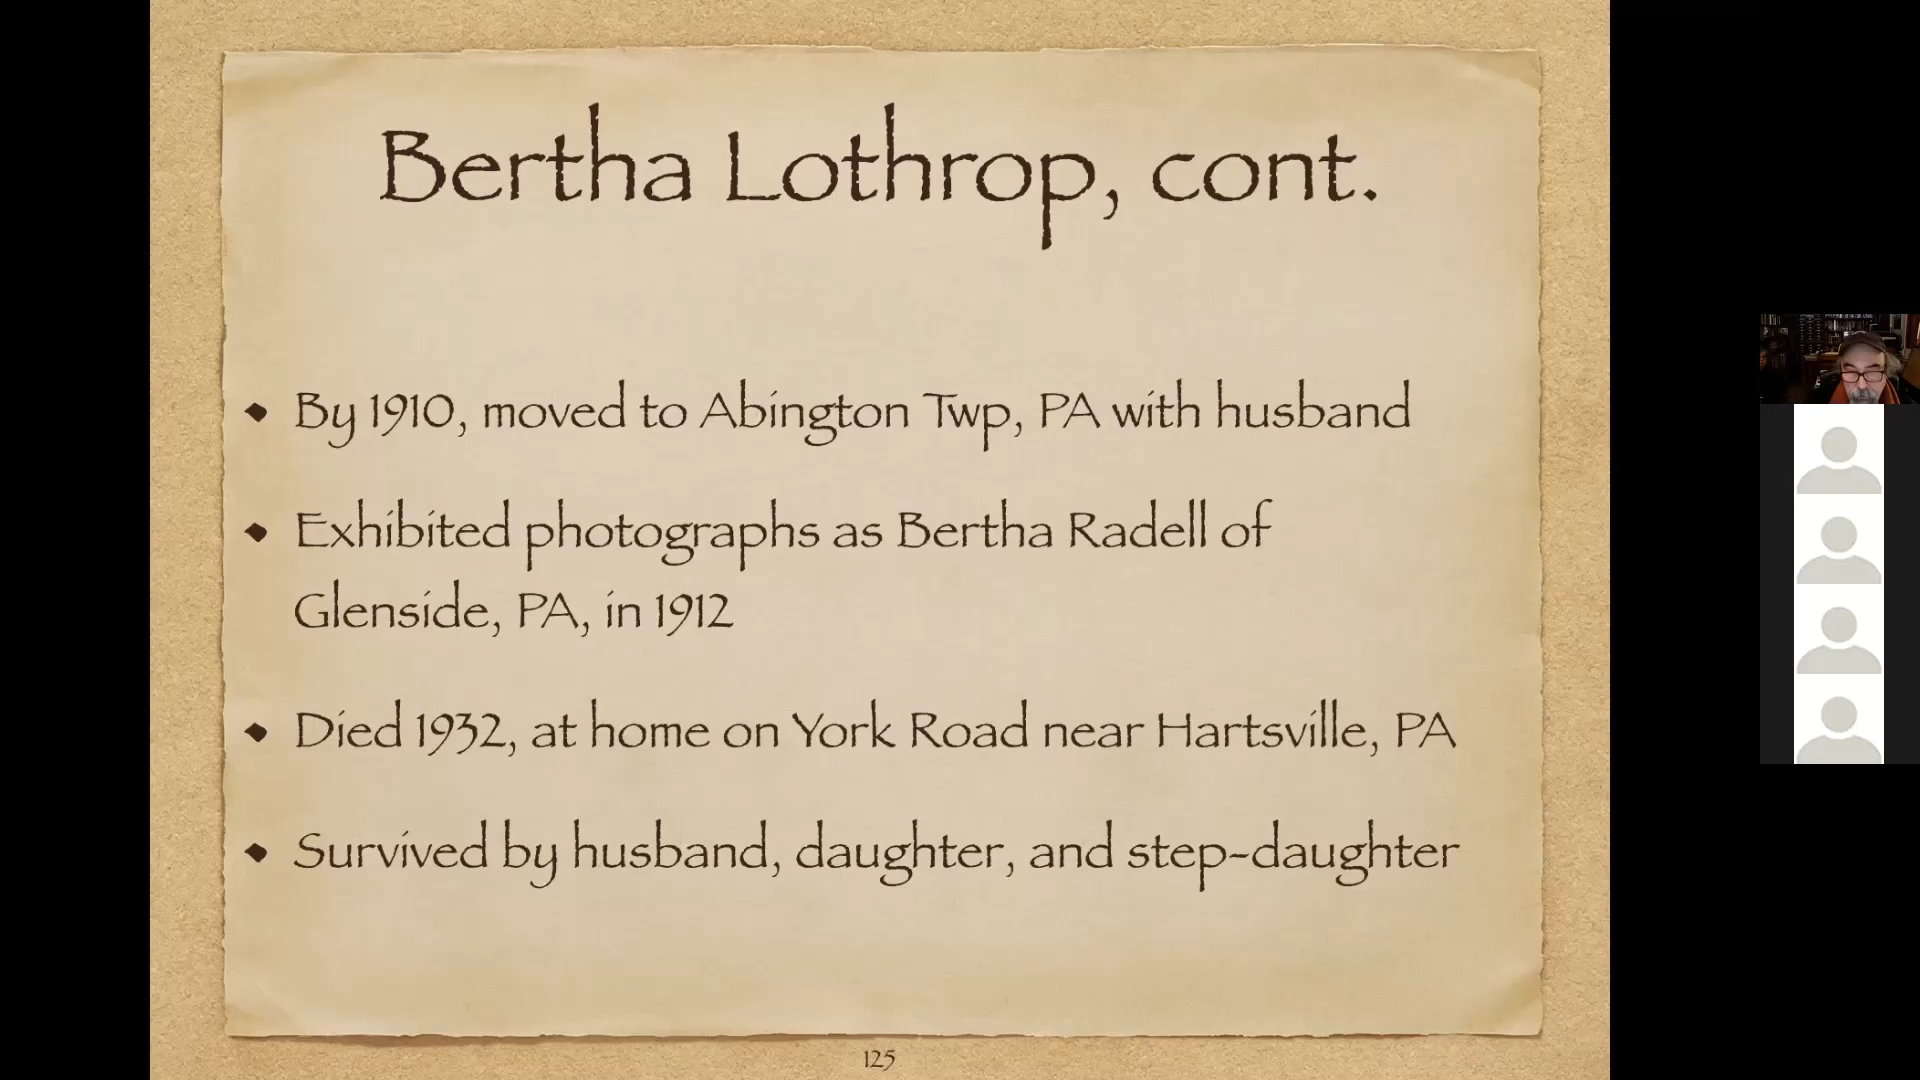 Bertha Lothrop, cont.
◆ By 1910, moved to Abington Twp, PA with husband
◆ Exhibited photographs as Bertha Radell of
Glenside, PA, in 1912
◆ Died 1932, at home on York Road near Hartsville, PA
◆ Survived by husband, daughter, and step-daughter
125